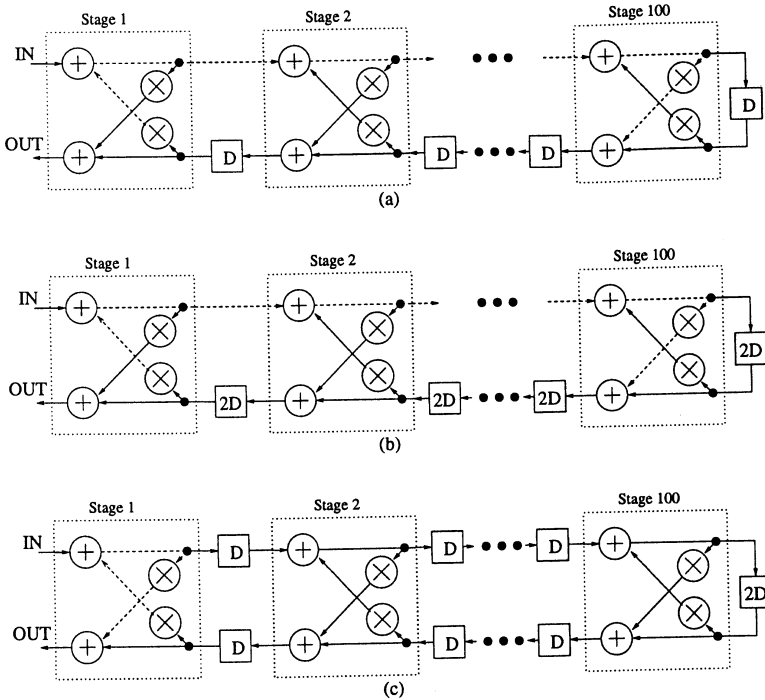 Stage 1 Stage 2 Stage 100
IN
D
OUT D D D
(a)
Stage 1 Stage 2 Stage 100
IN
2D
OUT 2D 2D 2D
(b)
Stage 1 Stage 2 Stage 100
IN D D D
2D
OUT D D D
(c)